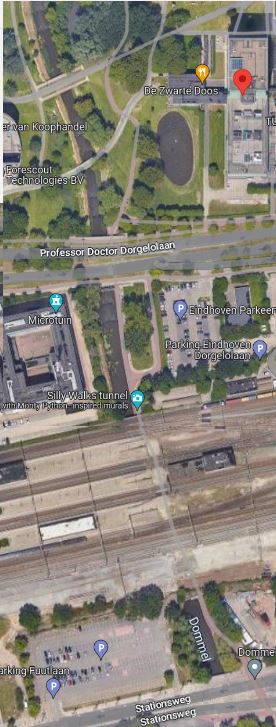 De Zwarte Doos
er van Koophandel
TU
Forescout
Technologies BV
Professor Doctor Dorgelolaan
Microtuin
Eindhoven Parkeer
Parking Eindhoven
Dorgelolaan
Silly Walks tunnel
with Monty Python-inspired murals
Dommel
Domme
arking Fuutlaan
Stationsweg
Stationsweg